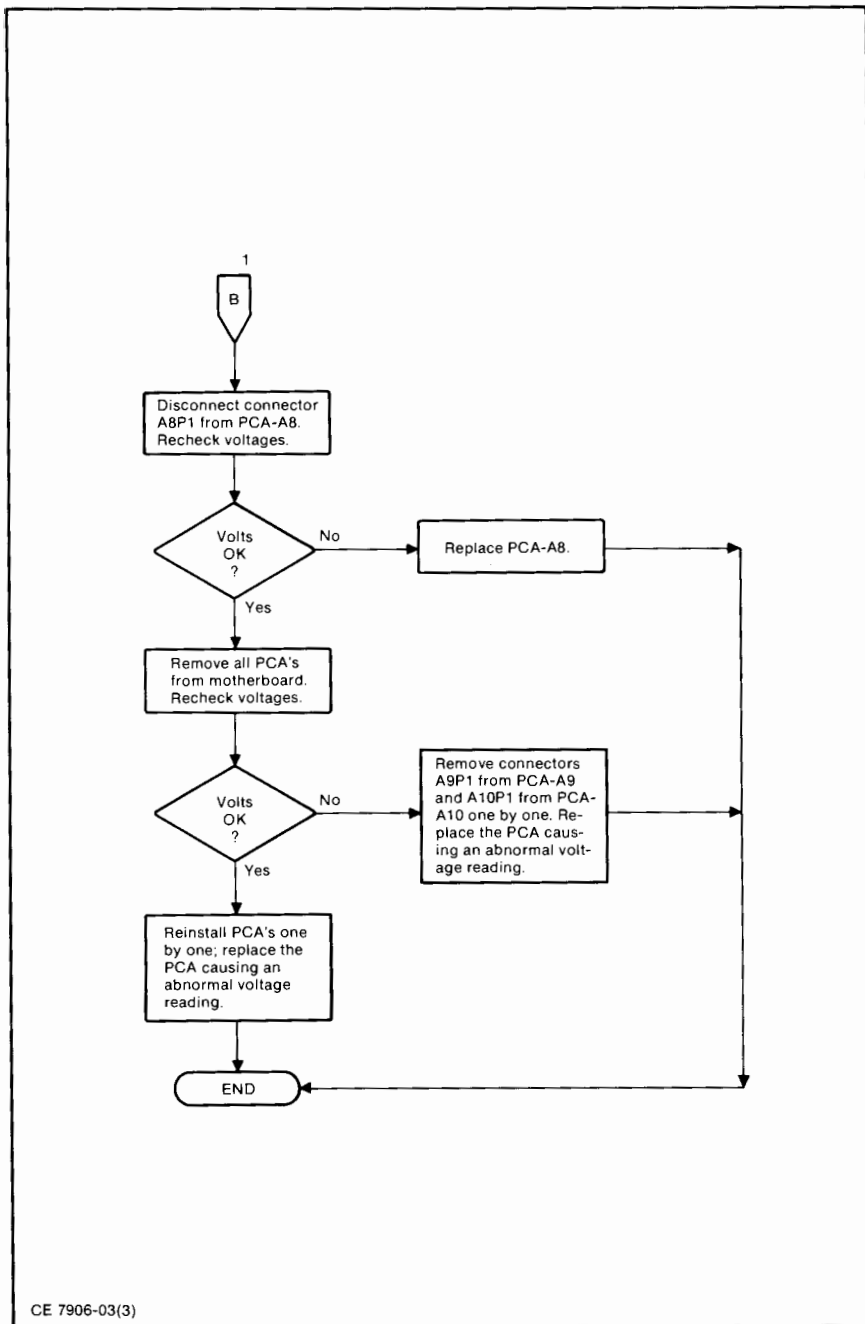 1
B
Disconnect connector
A8P1 from PCA-A8.
Recheck voltages.
Volts
OK
?
No
Replace PCA-A8.
Yes
Remove all PCA's
from motherboard.
Recheck voltages.
Volts
OK
?
No
Remove connectors
A9P1 from PCA-A9
and A10P1 from PCA-
A10 one by one. Re-
place the PCA caus-
ing an abnormal volt-
age reading.
Yes
Reinstall PCA's one
by one; replace the
PCA causing an
abnormal voltage
reading.
END
CE 7906-03(3)